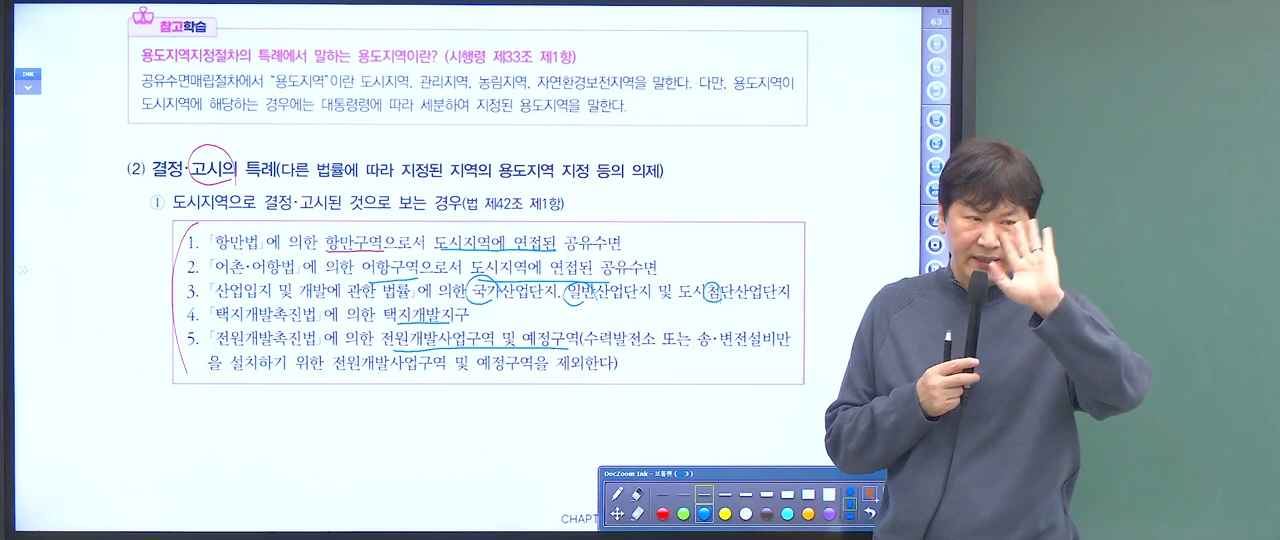 참고학습
용도지역지정절차의 특례에서 말하는 용도지역이란? (시행령 제33조 제1항)
공유수면매립절차에서 "용도지역"이란 도시지역, 관리지역, 농림지역, 자연환경보전지역을 말한다. 다만, 용도지역이
도시지역에 해당하는 경우에는 대통령령에 따라 세분하여 지정된 용도지역을 말한다.
(2) 결정·고시의 특례(다른 법률에 따라 지정된 지역의 용도지역 지정 등의 의제)
① 도시지역으로 결정·고시된 것으로 보는 경우(법 제42조 제1항)
1. 「항만법」에 의한 항만구역으로서 도시지역에 연접된 공유수면
2. 「어촌·어항법」에 의한 어항구역으로서 도시지역에 연접된 공유수면
3. 「산업입지 및 개발에 관한 법률」에 의한 국가산업단지, 일반산업단지 및 도시첨단산업단지
4. 「택지개발촉진법」에 의한 택지개발지구
5. 「전원개발촉진법」에 의한 전원개발사업구역 및 예정구역(수력발전소 또는 송·변전설비만
을 설치하기 위한 전원개발사업구역 및 예정구역을 제외한다)
INK
63
DocZoom Ink - 보통펜 ( 3 )
CHAPT